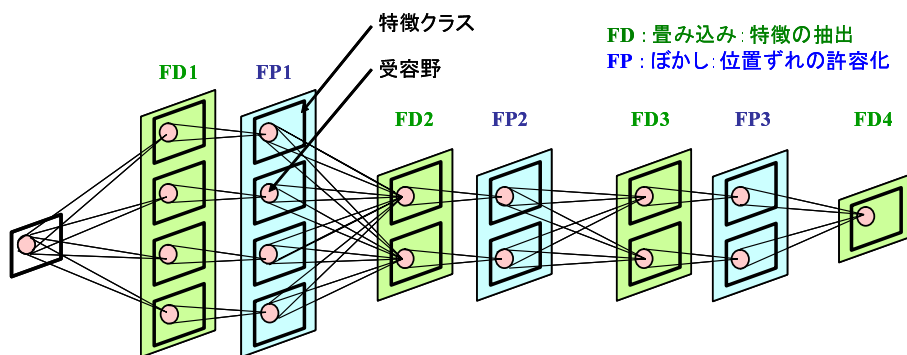 特徴クラス
受容野
FD : 畳み込み : 特徴の抽出
FP : ぼかし : 位置ずれの許容化
FD1
FP1
FD2
FP2
FD3
FP3
FD4